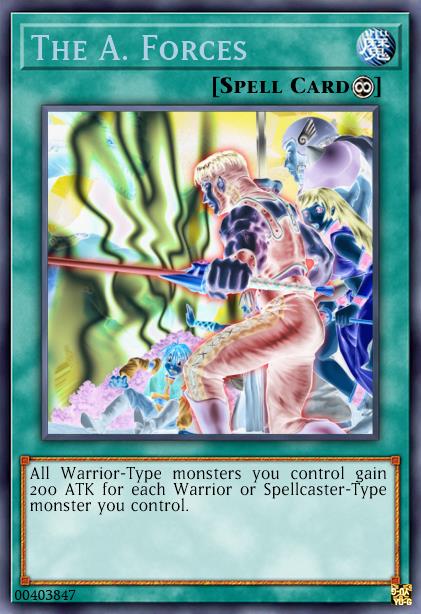 The A. Forces
魔
[Spell Card]
All Warrior-Type monsters you control gain
200 ATK for each Warrior or Spellcaster-Type
monster you control.
00403847